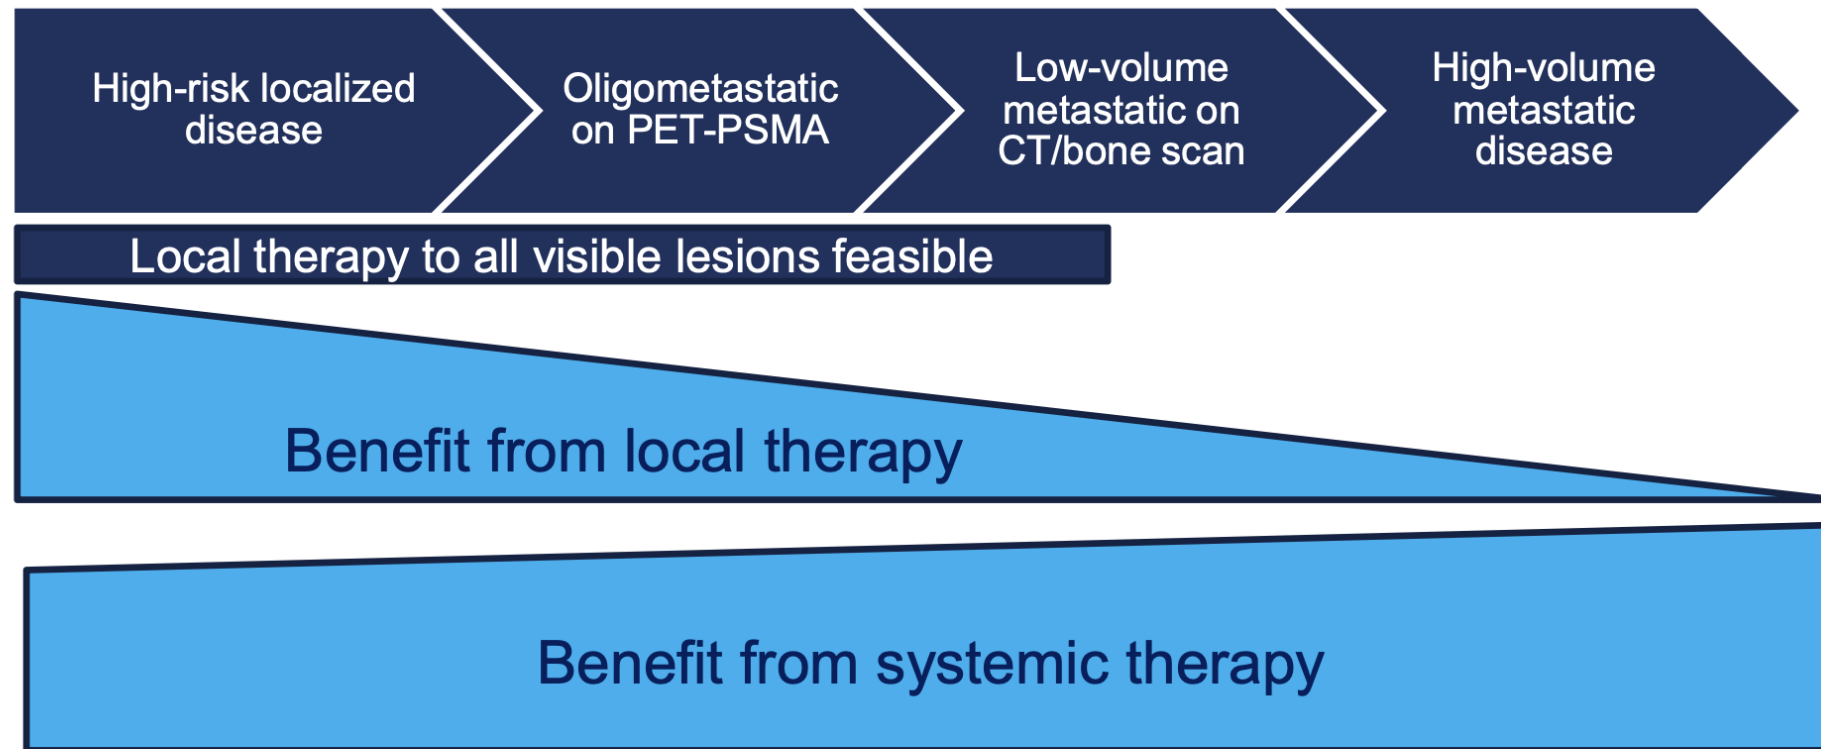 High-risk localized
disease
Oligometastatic
on PET-PSMA
Low-volume
metastatic on
CT/bone scan
High-volume
metastatic
disease
Local therapy to all visible lesions feasible
Benefit from local therapy
Benefit from systemic therapy